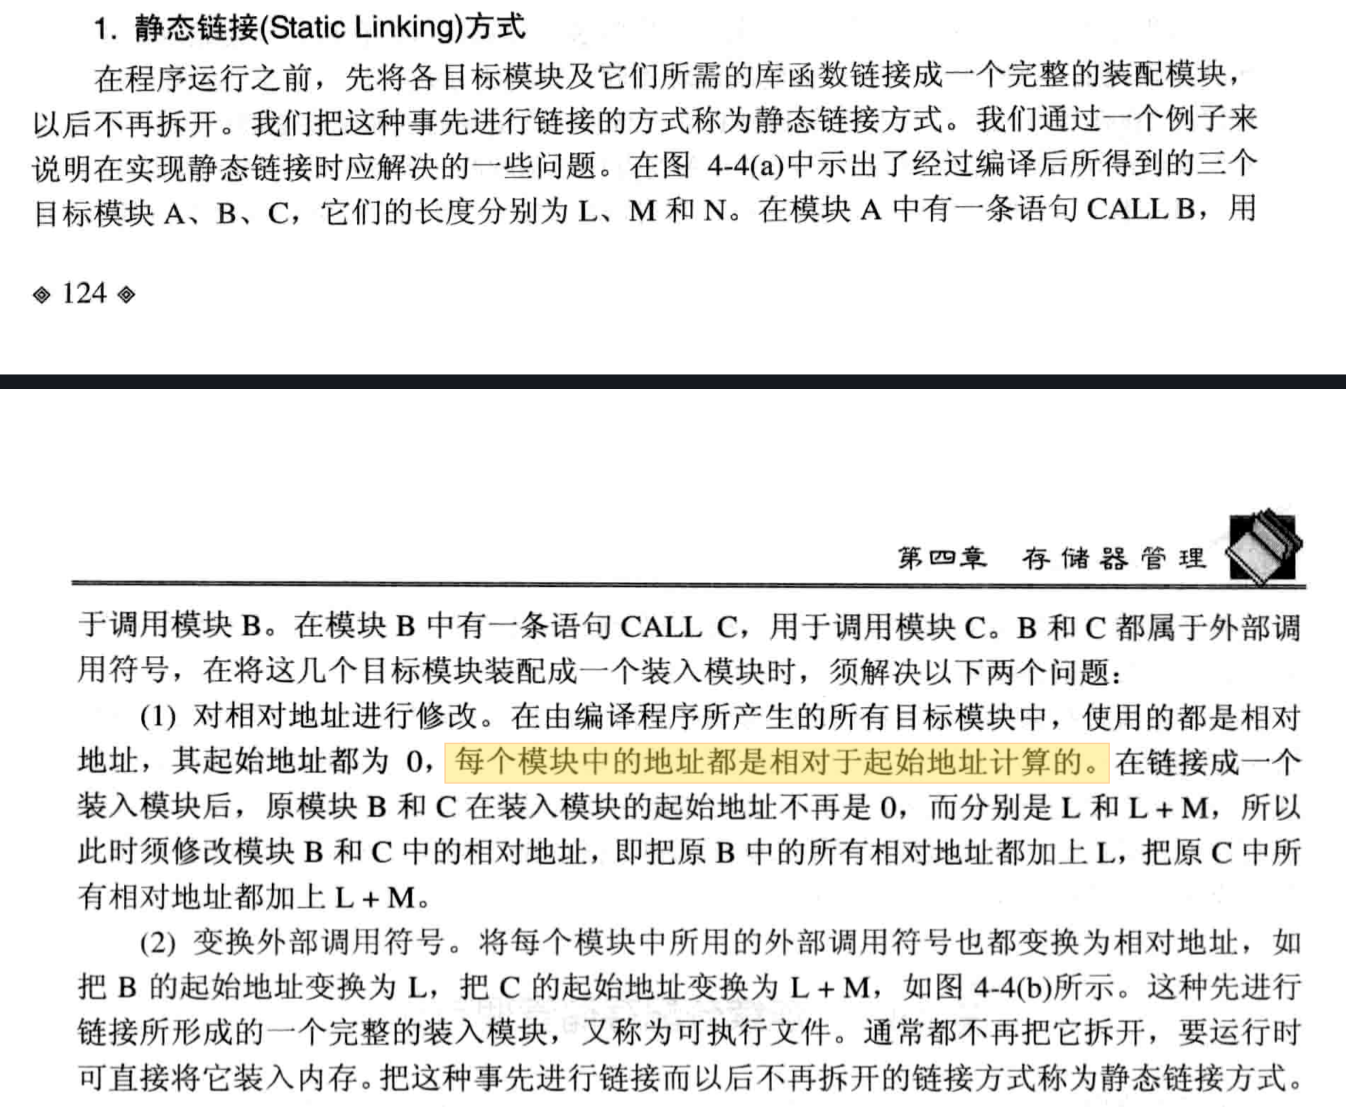 1. 静态链接(Static Linking)方式
在程序运行之前，先将各目标模块及它们所需的库函数链接成一个完整的装配模块，
以后不再拆开。我们把这种事先进行链接的方式称为静态链接方式。我们通过一个例子来
说明在实现静态链接时应解决的一些问题。在图 4-4(a)中示出了经过编译后所得到的三个
目标模块 A、B、C，它们的长度分别为 L、M 和 N。在模块 A 中有一条语句 CALL B，用
124
第四章 存储器管理
于调用模块 B。在模块 B 中有一条语句 CALL C，用于调用模块 C。B 和 C 都属于外部调
用符号，在将这几个目标模块装配成一个装入模块时，须解决以下两个问题：
(1) 对相对地址进行修改。在由编译程序所产生的所有目标模块中，使用的都是相对
地址，其起始地址都为 0，每个模块中的地址都是相对于起始地址计算的。在链接成一个
装入模块后，原模块 B 和 C 在装入模块的起始地址不再是 0，而分别是 L 和 L + M，所以
此时须修改模块 B 和 C 中的相对地址，即把原 B 中的所有相对地址都加上 L，把原 C 中所
有相对地址都加上 L + M。
(2) 变换外部调用符号。将每个模块中所用的外部调用符号也都变换为相对地址，如
把 B 的起始地址变换为 L，把 C 的起始地址变换为 L + M，如图 4-4(b)所示。这种先进行
链接所形成的一个完整的装入模块，又称为可执行文件。通常都不再把它拆开，要运行时
可直接将它装入内存。把这种事先进行链接而以后不再拆开的链接方式称为静态链接方式。